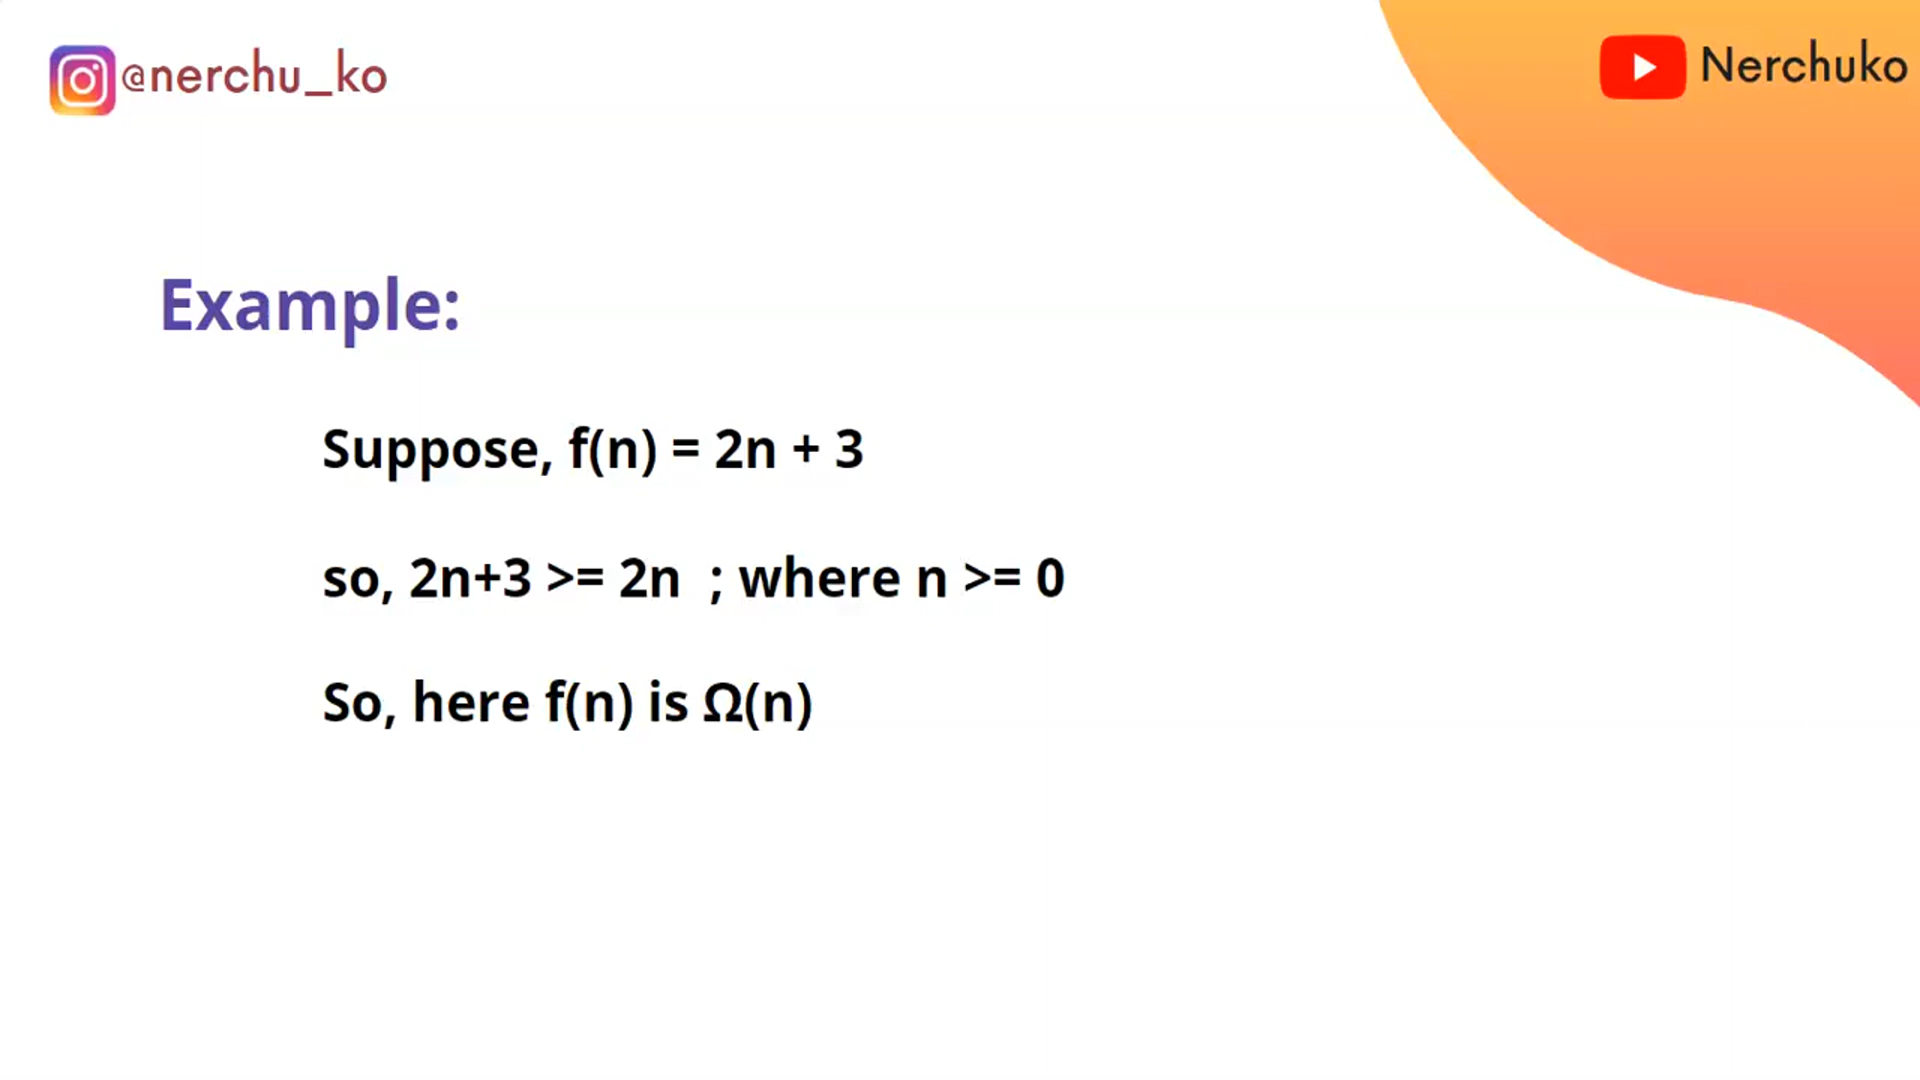 @nerchu_ko
Nerchuko
Example:
Suppose, f(n) = 2n + 3
so, 2n+3 >= 2n  ; where n >= 0
So, here f(n) is Ω(n)